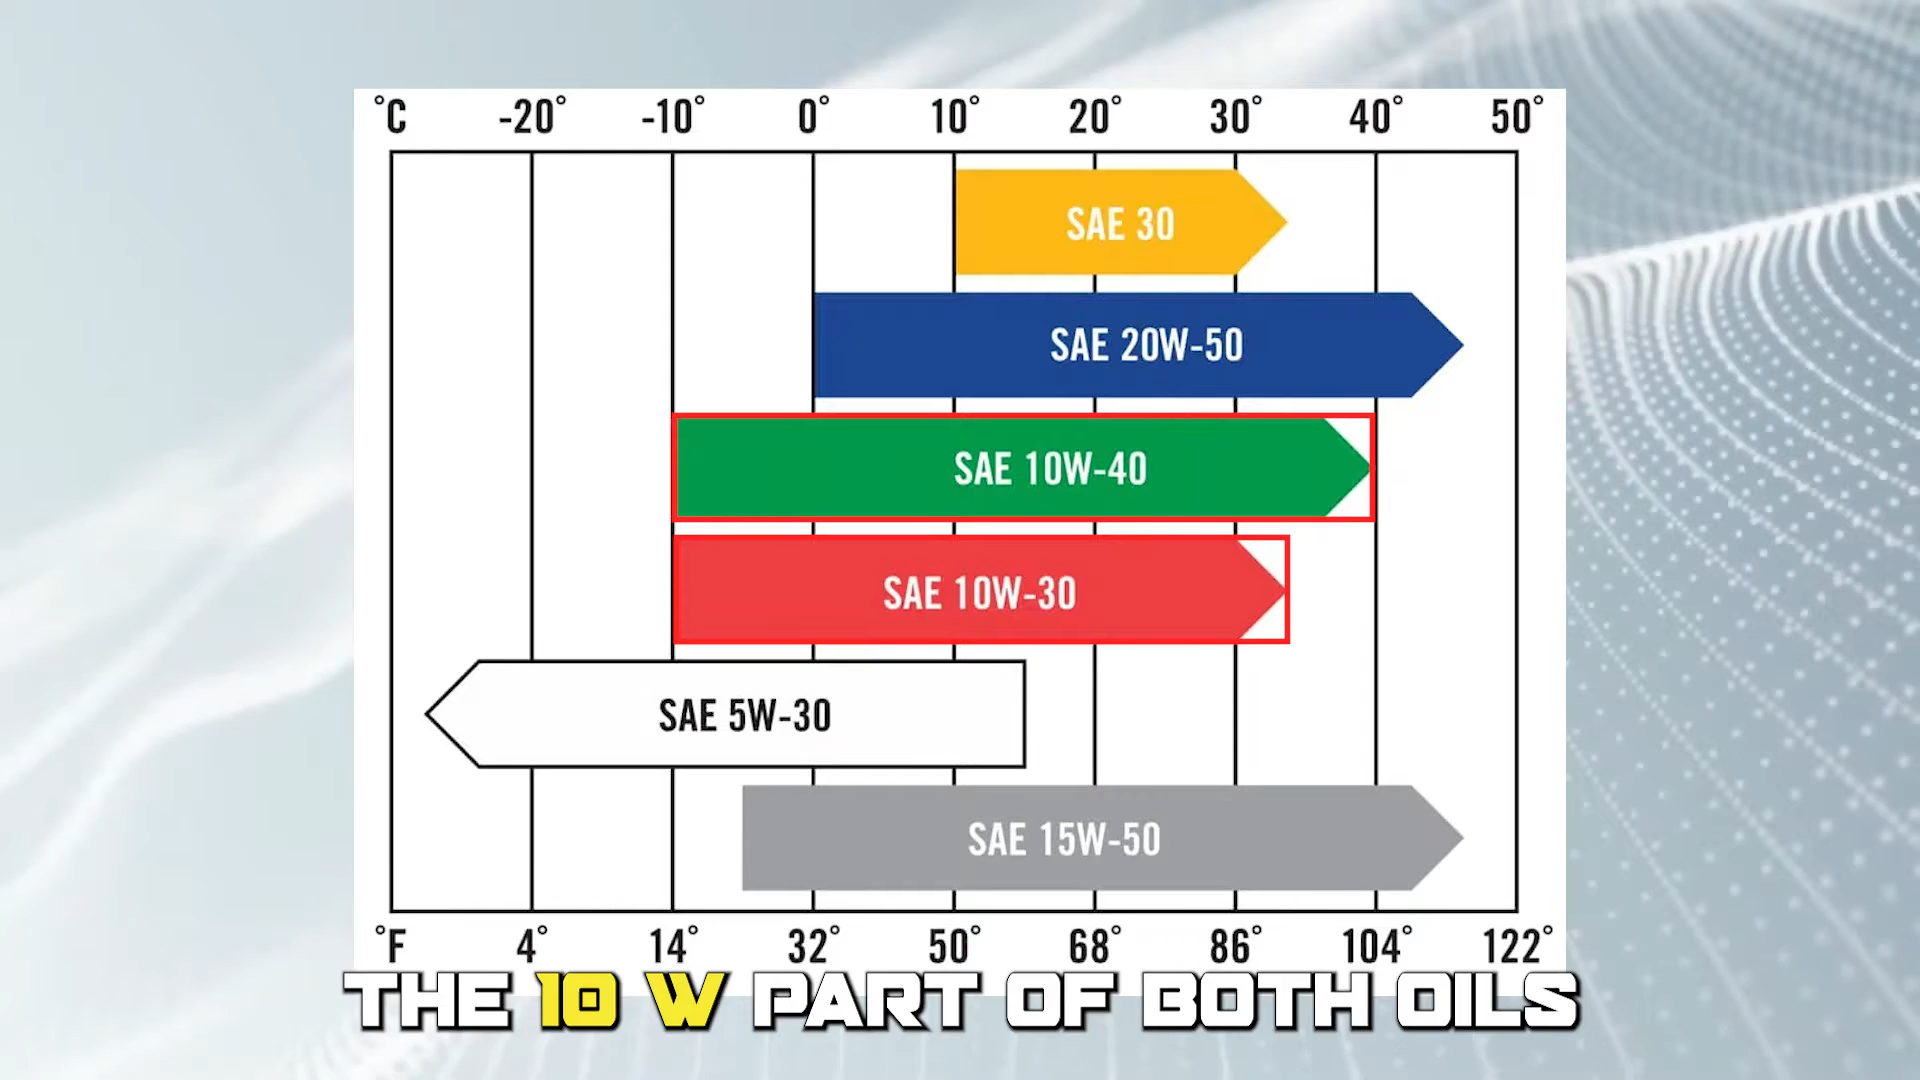 °C -20° -10° 0° 10° 20° 30° 40° 50°
SAE 30
SAE 20W-50
SAE 10W-40
SAE 10W-30
SAE 5W-30
SAE 15W-50
°F 4° 14° 32° 50° 68° 86° 104° 122°
THE 10 W PART OF BOTH OILS